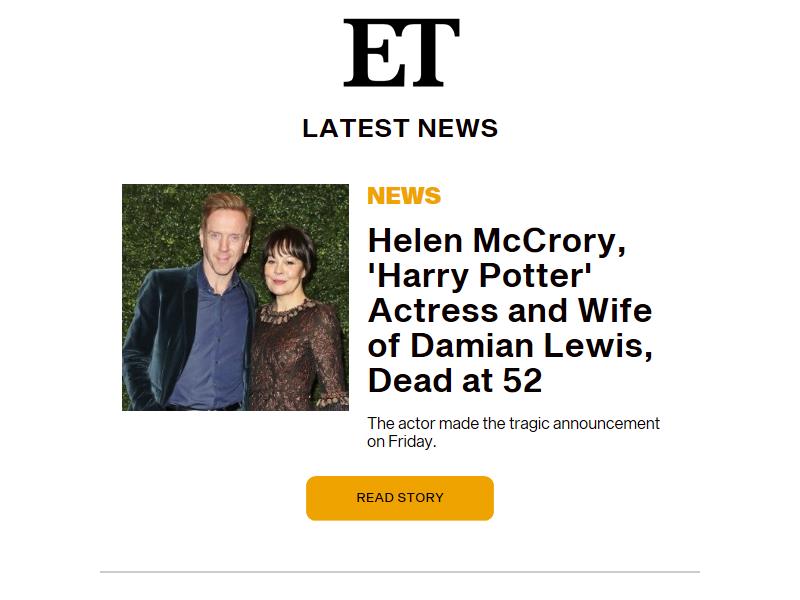 ET
LATEST NEWS
NEWS
Helen McCrory,
'Harry Potter'
Actress and Wife
of Damian Lewis,
Dead at 52
The actor made the tragic announcement
on Friday.
READ STORY